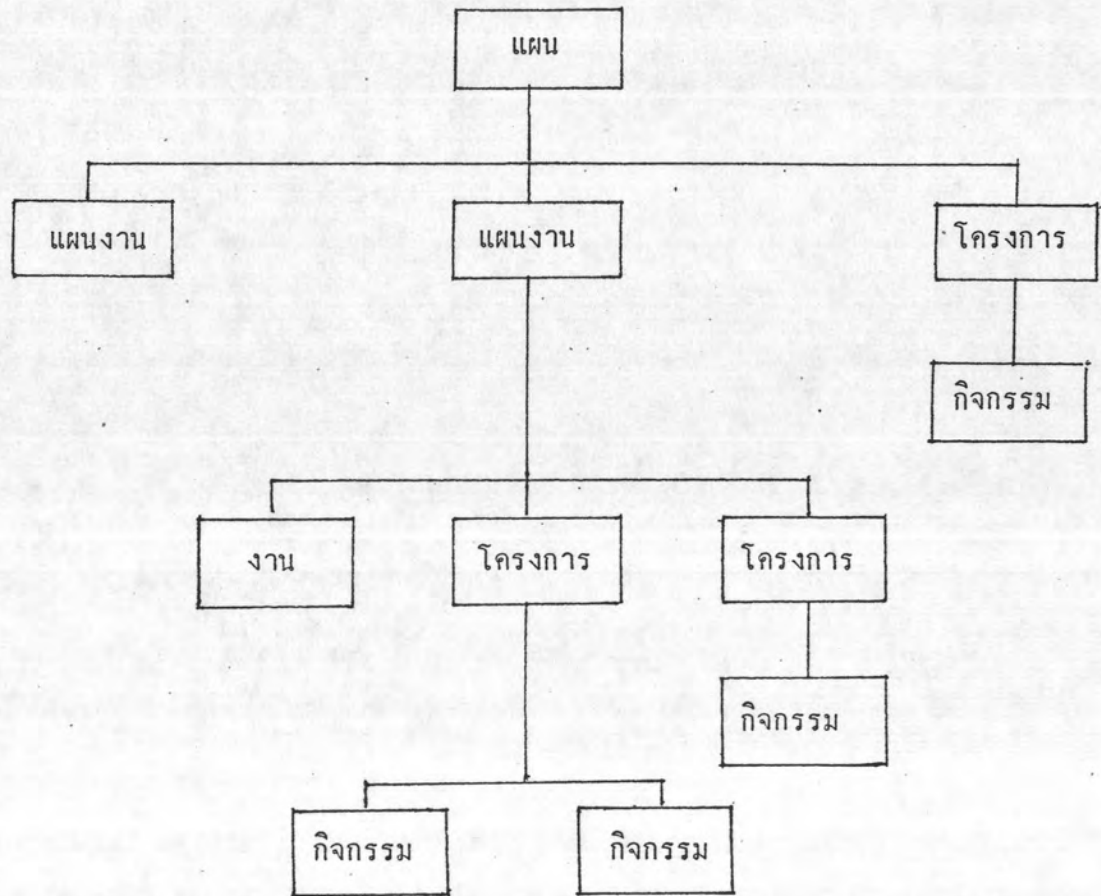 แผน
แผนงาน
แผนงาน
โครงการ
กิจกรรม
งาน
โครงการ
โครงการ
กิจกรรม
กิจกรรม
กิจกรรม